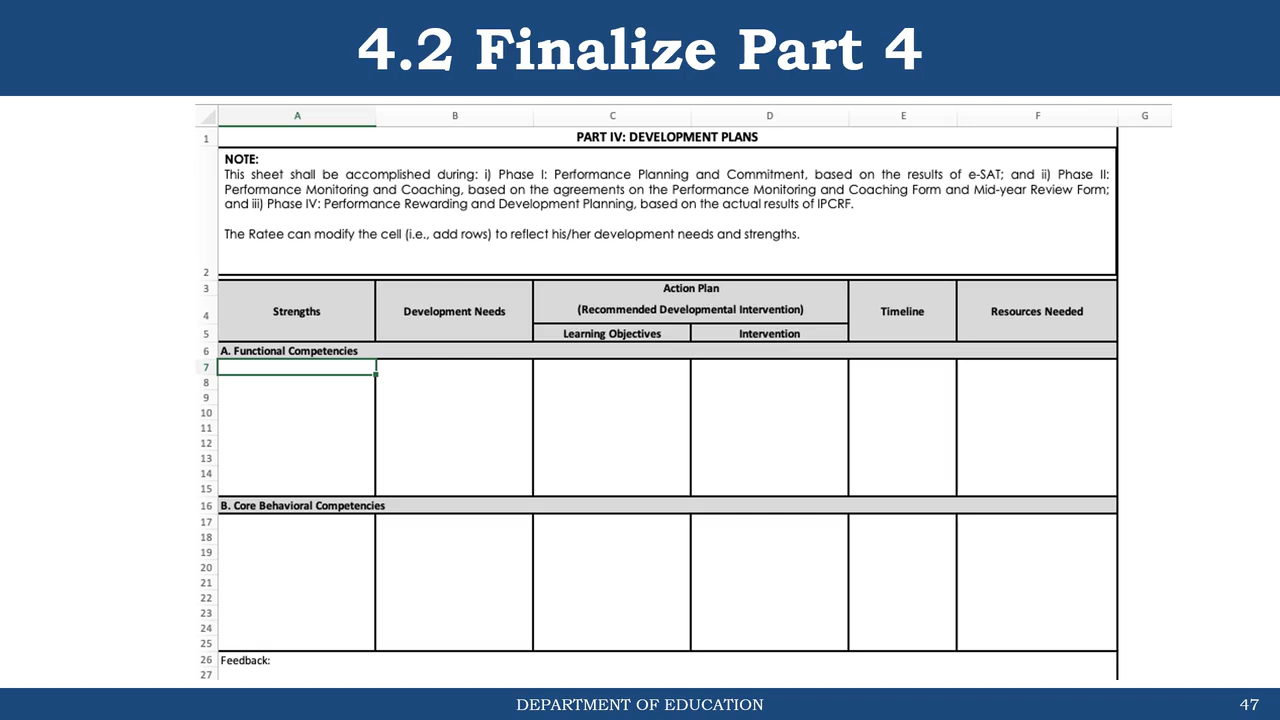 4.2 Finalize Part 4
A B C D E F G
1 PART IV: DEVELOPMENT PLANS
NOTE:
This sheet shall be accomplished during: i) Phase I: Performance Planning and Commitment, based on the results of e-SAT; and ii) Phase II:
Performance Monitoring and Coaching, based on the agreements on the Performance Monitoring and Coaching Form and Mid-year Review Form;
and iii) Phase IV: Performance Rewarding and Development Planning, based on the actual results of IPCRF.
The Ratee can modify the cell (i.e., add rows) to reflect his/her development needs and strengths.
2
3 Action Plan
4 Strengths Development Needs (Recommended Developmental Intervention) Timeline Resources Needed
5 Learning Objectives Intervention
6 A. Functional Competencies
7
8
9
10
11
12
13
14
15
16 B. Core Behavioral Competencies
17
18
19
20
21
22
23
24
25
26 Feedback:
27
DEPARTMENT OF EDUCATION 47